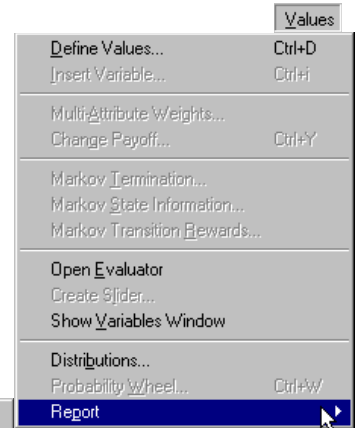 Values
Define Values... Ctrl+D
Insert Variable... Ctrl+i
Multi-Attribute Weights...
Change Payoff... Ctrl+Y
Markov Termination...
Markov State Information...
Markov Transition Rewards...
Open Evaluator
Create Slider...
Show Variables Window
Distributions...
Probability Wheel... Ctrl+W
Report